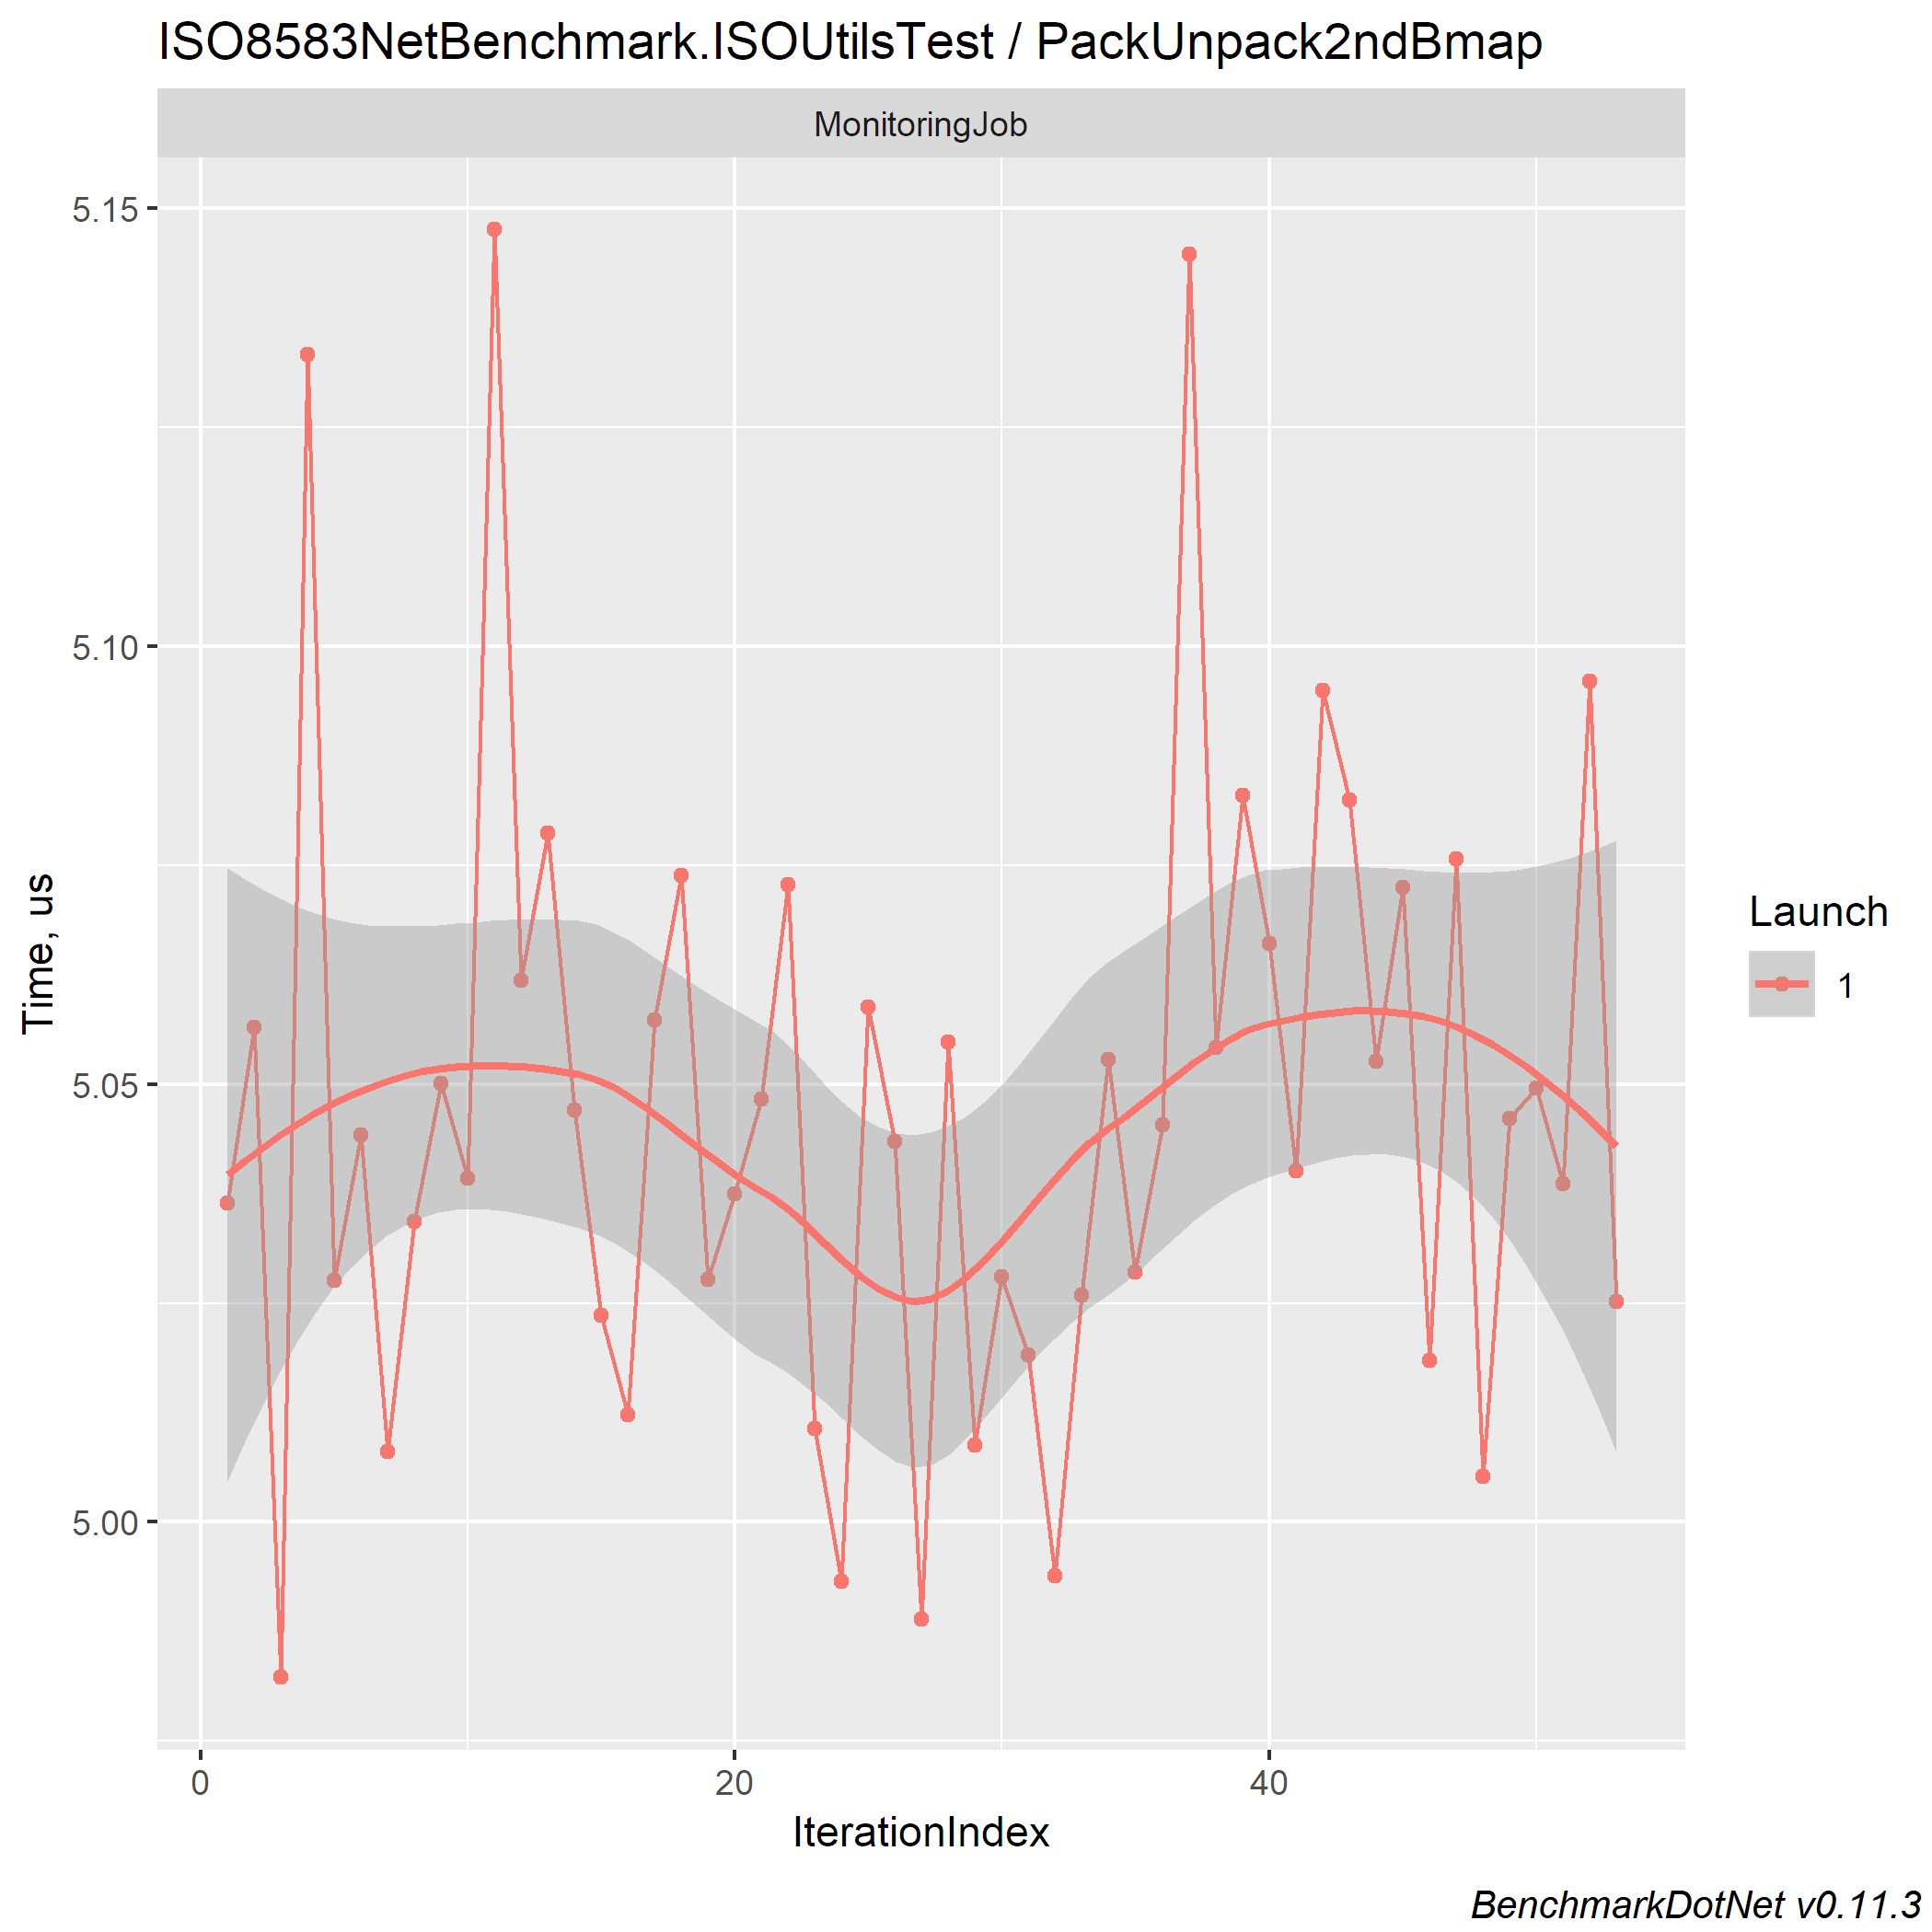 ISO8583NetBenchmark.ISOUtilsTest / PackUnpack2ndBmap
MonitoringJob
5.15
5.10
5.05
5.00
Time, us
0 20 40
IterationIndex
Launch
1
BenchmarkDotNet v0.11.3